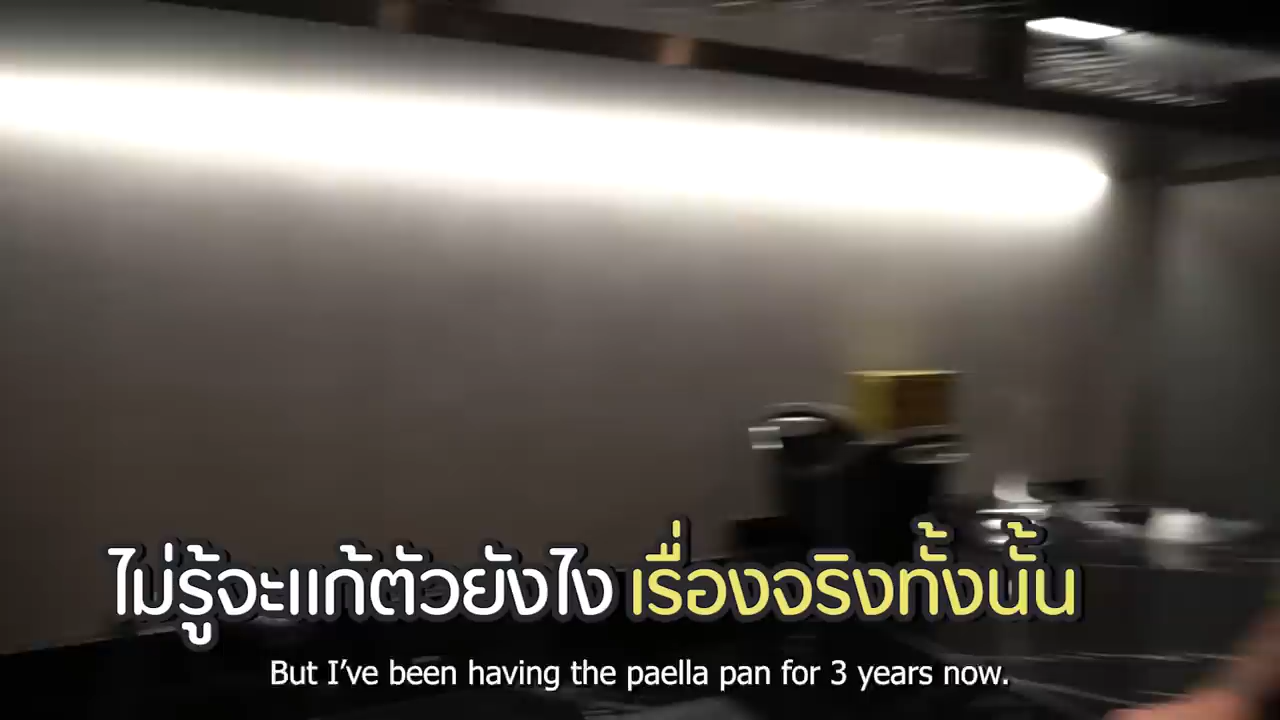 ไม่รู้จะแก้ตัวยังไง เรื่องจริงทั้งนั้น
But I’ve been having the paella pan for 3 years now.